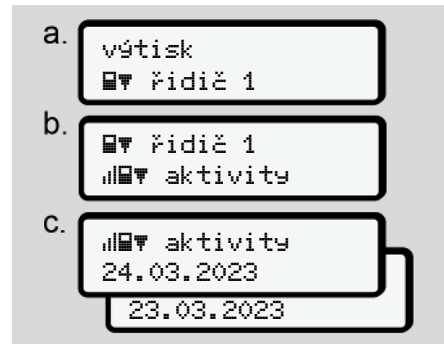 a.
výtisk
řidič 1
b.
řidič 1
aktivity
c.
aktivity
24.03.2023
23.03.2023